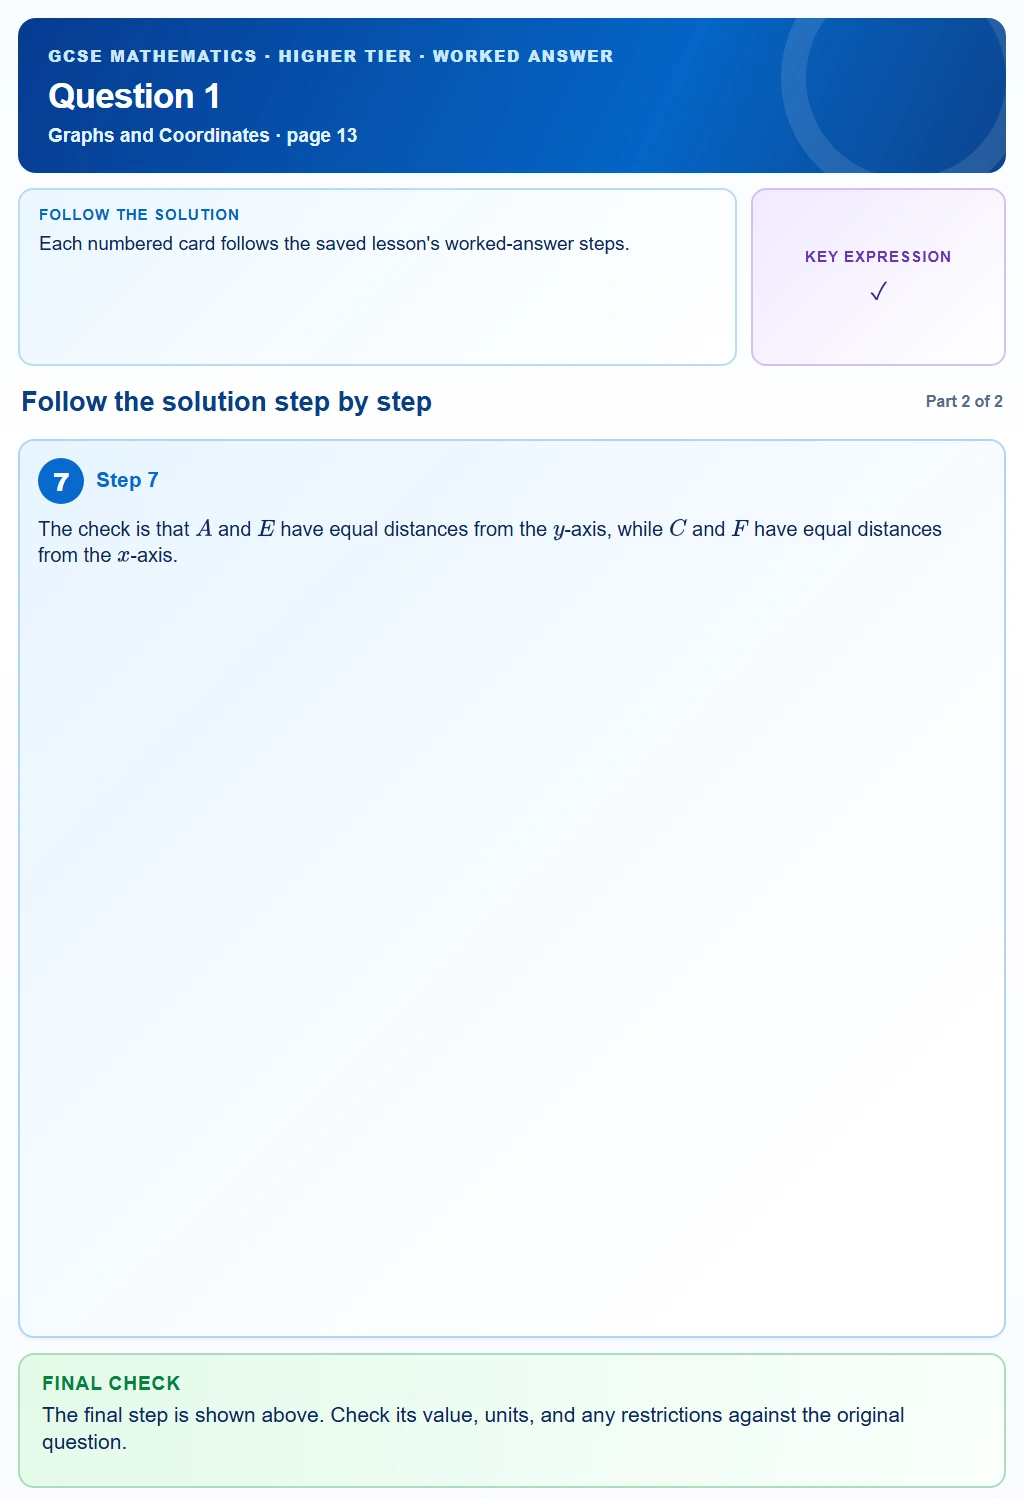 GCSE MATHEMATICS · HIGHER TIER · WORKED ANSWER
Question 1
Graphs and Coordinates · page 13
FOLLOW THE SOLUTION
Each numbered card follows the saved lesson's worked-answer steps.
KEY EXPRESSION
✓
Follow the solution step by step
Part 2 of 2
7 Step 7
The check is that A and E have equal distances from the y-axis, while C and F have equal distances
from the x-axis.
FINAL CHECK
The final step is shown above. Check its value, units, and any restrictions against the original
question.